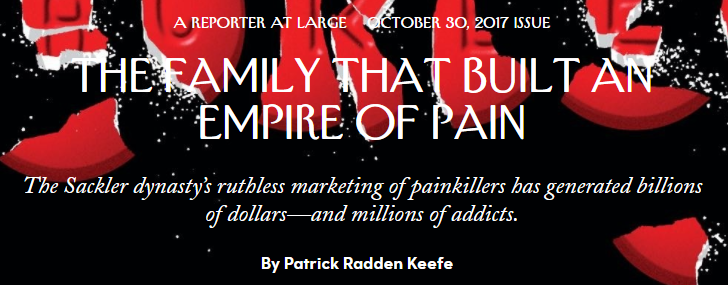 A REPORTER AT LARGE OCTOBER 30, 2017 ISSUE
THE FAMILY THAT BUILT AN
EMPIRE OF PAIN
The Sackler dynasty’s ruthless marketing of painkillers has generated billions
of dollars—and millions of addicts.
By Patrick Radden Keefe